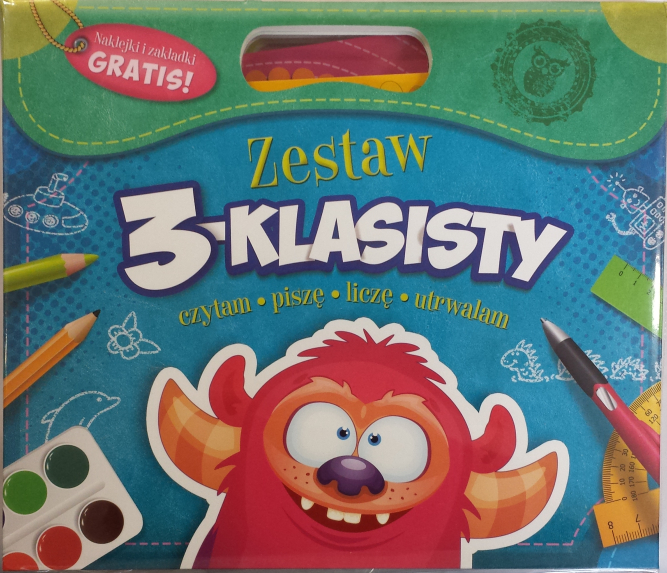 Naklejki i zakładki
GRATIS!
Zestaw
3-KLASISTY
czytam • piszę • liczę • utrwalam